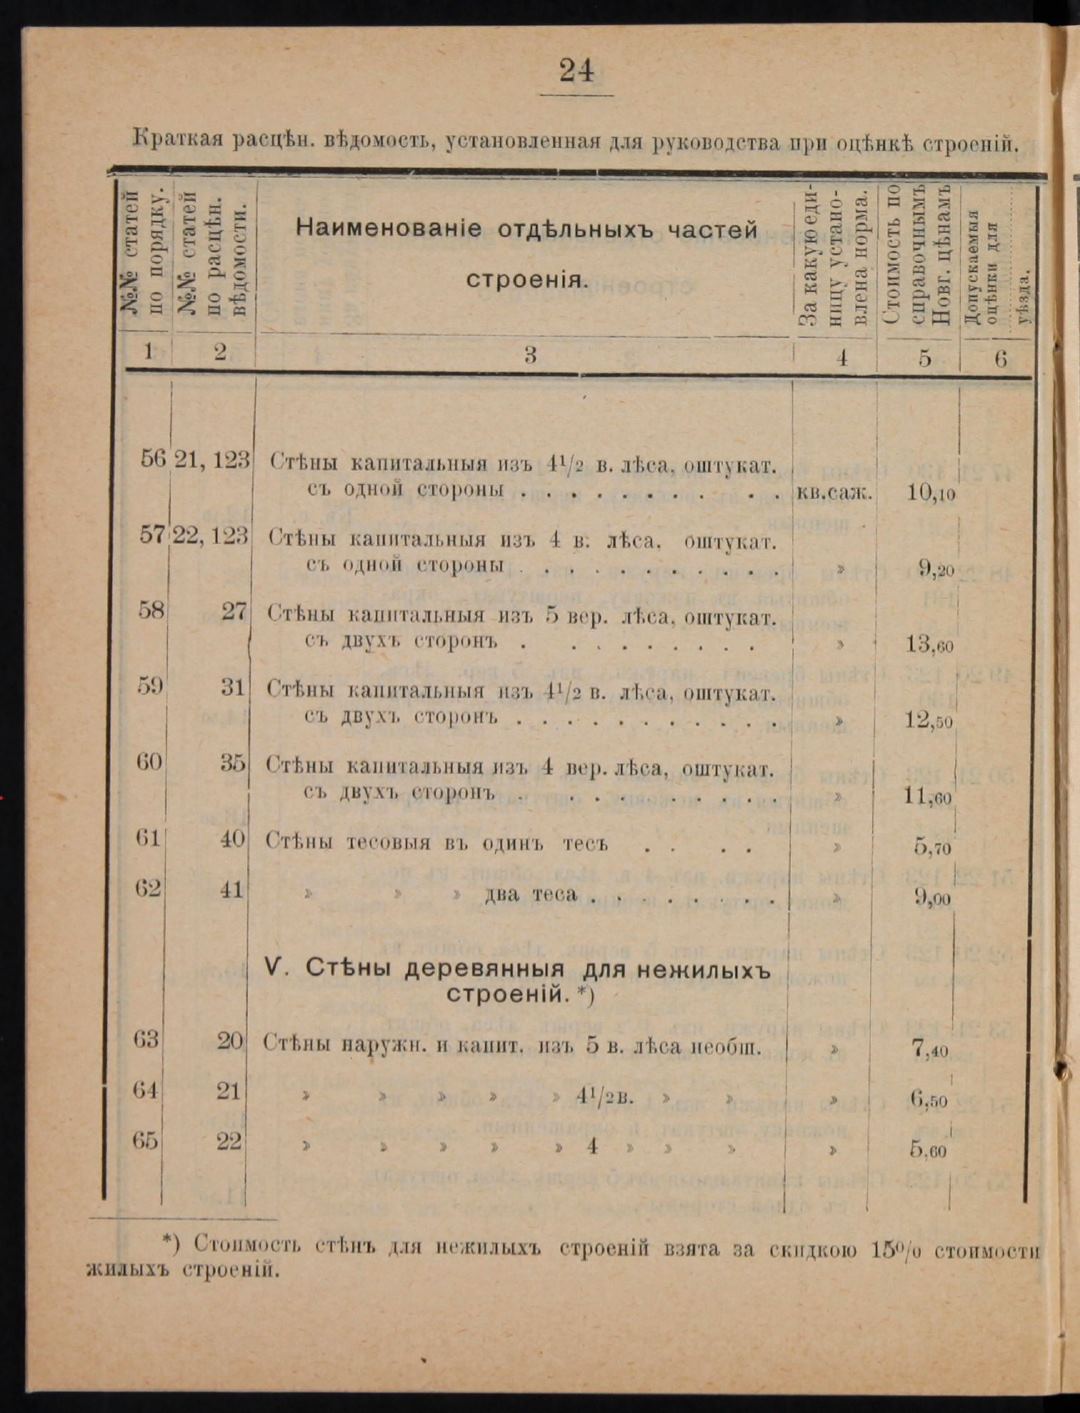 24
Краткая расцѣн. вѣдомость, установленная для руководства при оцѣнкѣ строеній.
№№ статей
по порядку.
№№ статей
по расцѣн.
вѣдомости.
Наименованіе отдѣльныхъ частей
строенія.
За какую еди-
ницу устано-
влена норма.
Стоимость по
справочнымъ
Новг. цѣнамъ
Допускаемыя
оцѣнки для
уѣзда.
1 2 3 4 5 6
56 21, 123 Стѣны капитальныя изъ 4¹/₂ в. лѣса, оштукат.
съ одной стороны . . . . . . . . . . кв.саж. 10,10
57 22, 123 Стѣны капитальныя изъ 4 в. лѣса, оштукат.
съ одной стороны . . . . . . . . . . . » 9,20
58 27 Стѣны капитальныя изъ 5 вер. лѣса, оштукат.
съ двухъ сторонъ . . . . . . . . . » 13,60
59 31 Стѣны капитальныя изъ 4¹/₂ в. лѣса, оштукат.
съ двухъ сторонъ . . . . . . . . . . . » 12,50
60 35 Стѣны капитальныя изъ 4 вер. лѣса, оштукат.
съ двухъ сторонъ . . . . . . . . . . » 11,60
61 40 Стѣны тесовыя въ одинъ тесъ . . . . » 5,70
62 41 » » » два теса . . . . . . . . » 9,00
V. Стѣны деревянныя для нежилыхъ
строеній. *)
63 20 Стѣны наружн. и капит. изъ 5 в. лѣса необш. » 7,40
64 21 » » » » » 4¹/₂в. » » » 6,50
65 22 » » » » » 4 » » » » 5,60
*) Стоимость стѣнъ для нежилыхъ строеній взята за скидкою 15⁰/₀ стоимости
жилыхъ строеній.